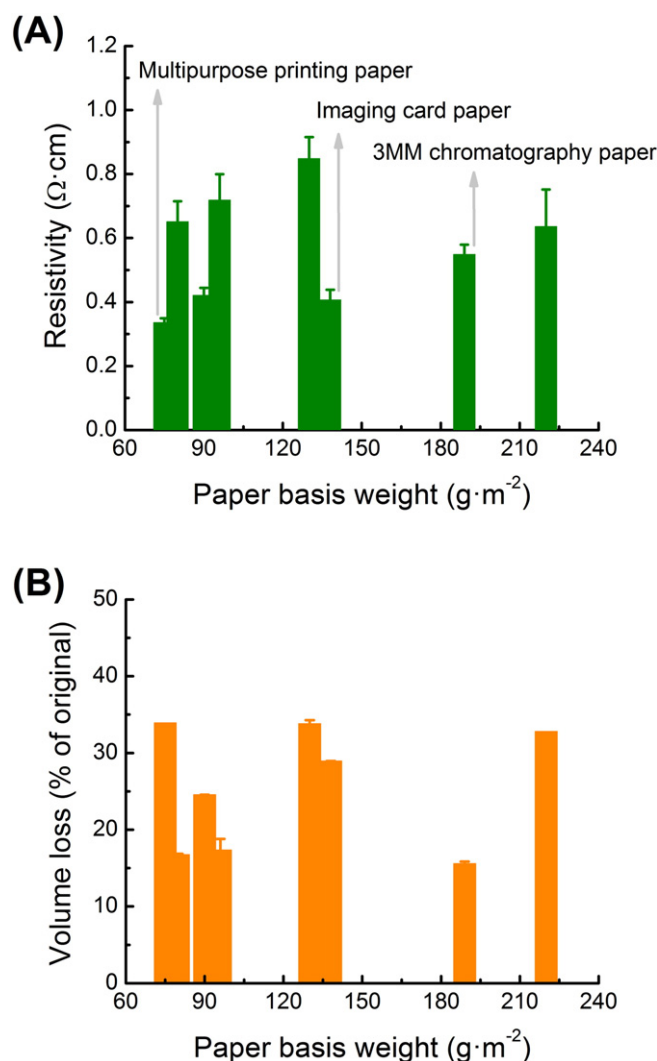 (A)
1.2
1.0
0.8
0.6
0.4
0.2
0.0
Resistivity (Ω·cm)
Multipurpose printing paper
Imaging card paper
3MM chromatography paper
60 90 120 150 180 210 240
Paper basis weight (g·m⁻²)
(B)
50
40
30
20
10
0
Volume loss (% of original)
60 90 120 150 180 210 240
Paper basis weight (g·m⁻²)